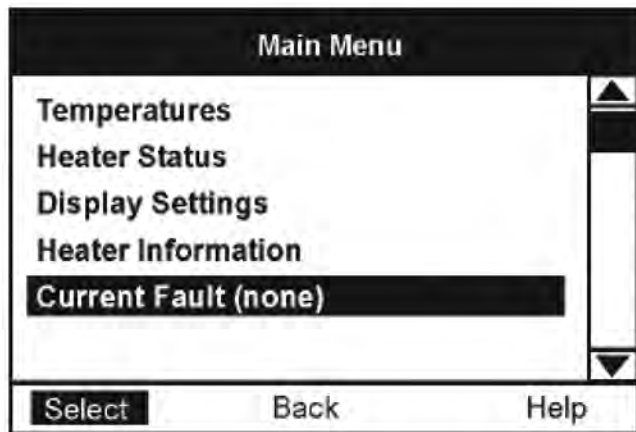 Main Menu
Temperatures
Heater Status
Display Settings
Heater Information
Current Fault (none)
Select Back Help